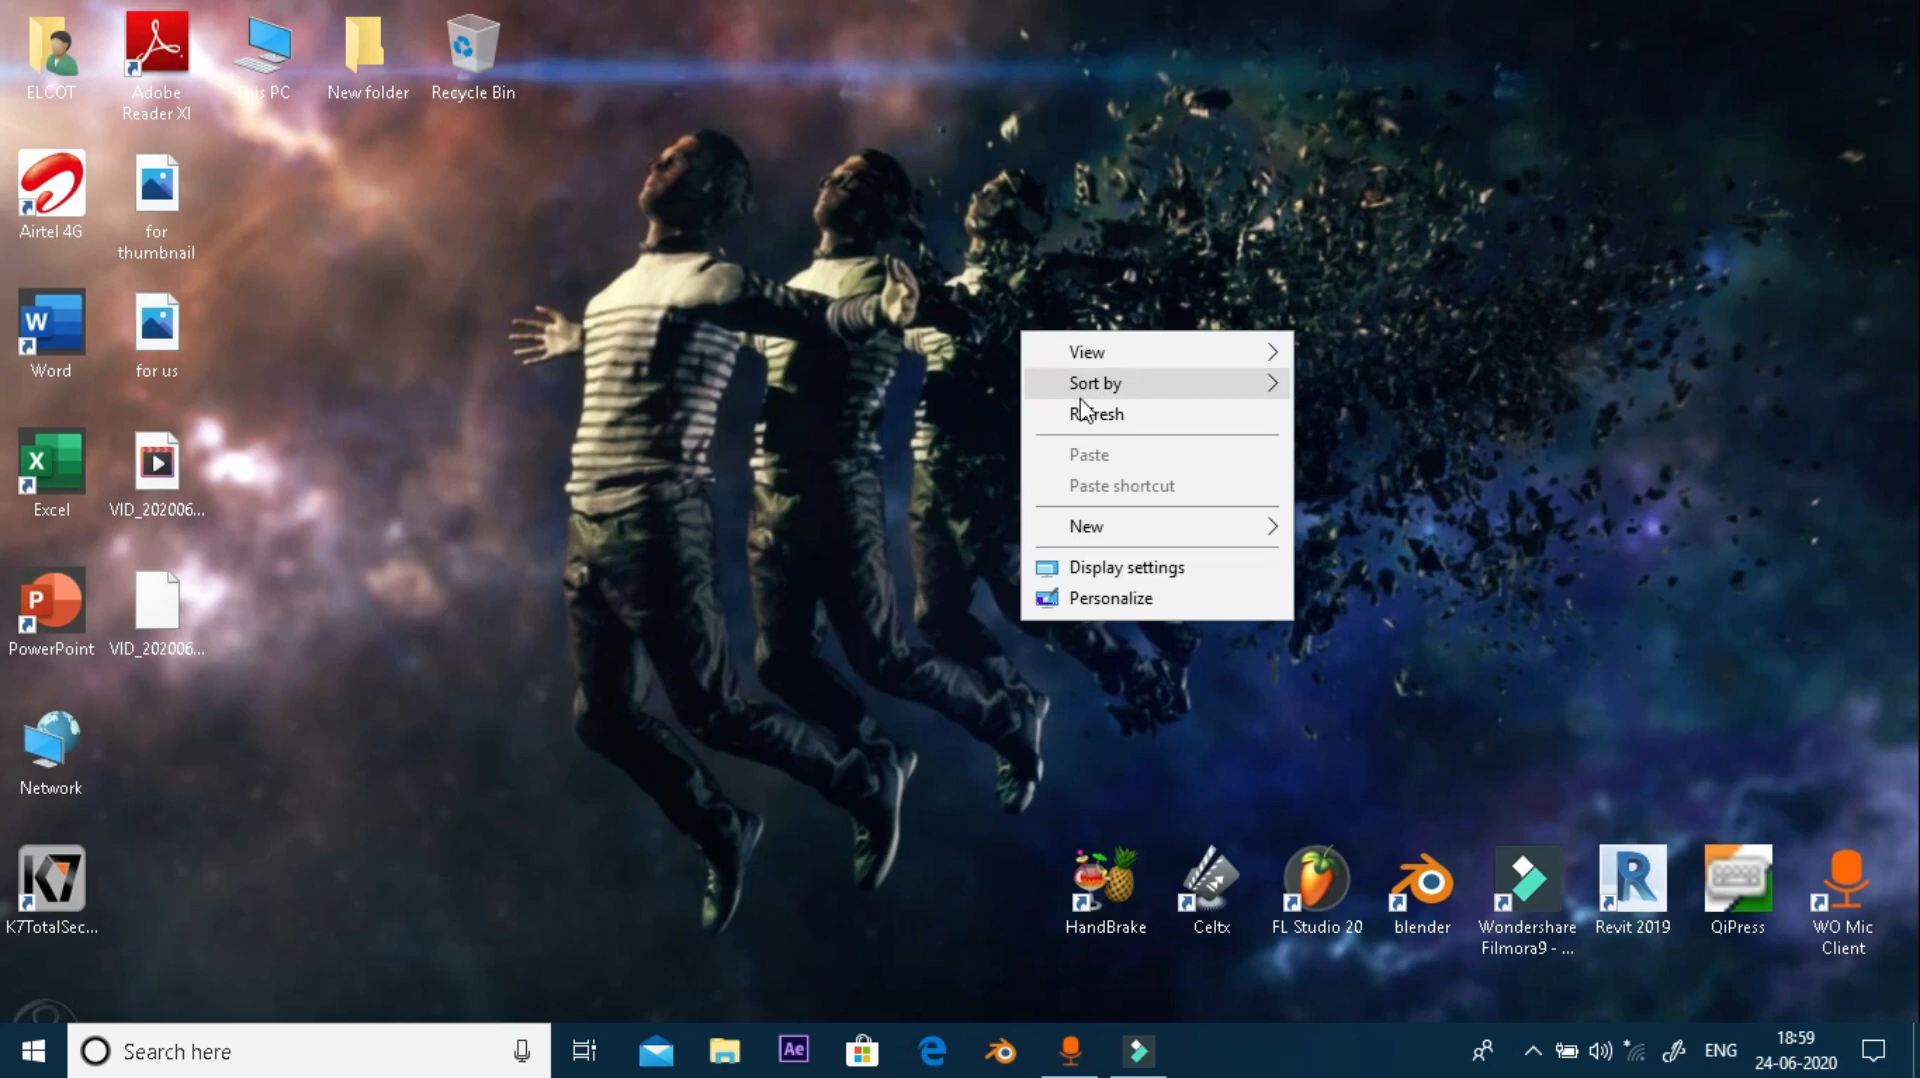 ELCOT
Adobe
Reader XI
This PC
New folder
Recycle Bin
Airtel 4G
for
thumbnail
Word
for us
Excel
VID_202006...
PowerPoint
VID_202006...
Network
K7TotalSec...
View
Sort by
Refresh
Paste
Paste shortcut
New
Display settings
Personalize
HandBrake
Celtx
FL Studio 20
blender
Wondershare
Filmora9 - ...
Revit 2019
QiPress
WO Mic
Client
Search here
Ae
ENG
18:59
24-06-2020